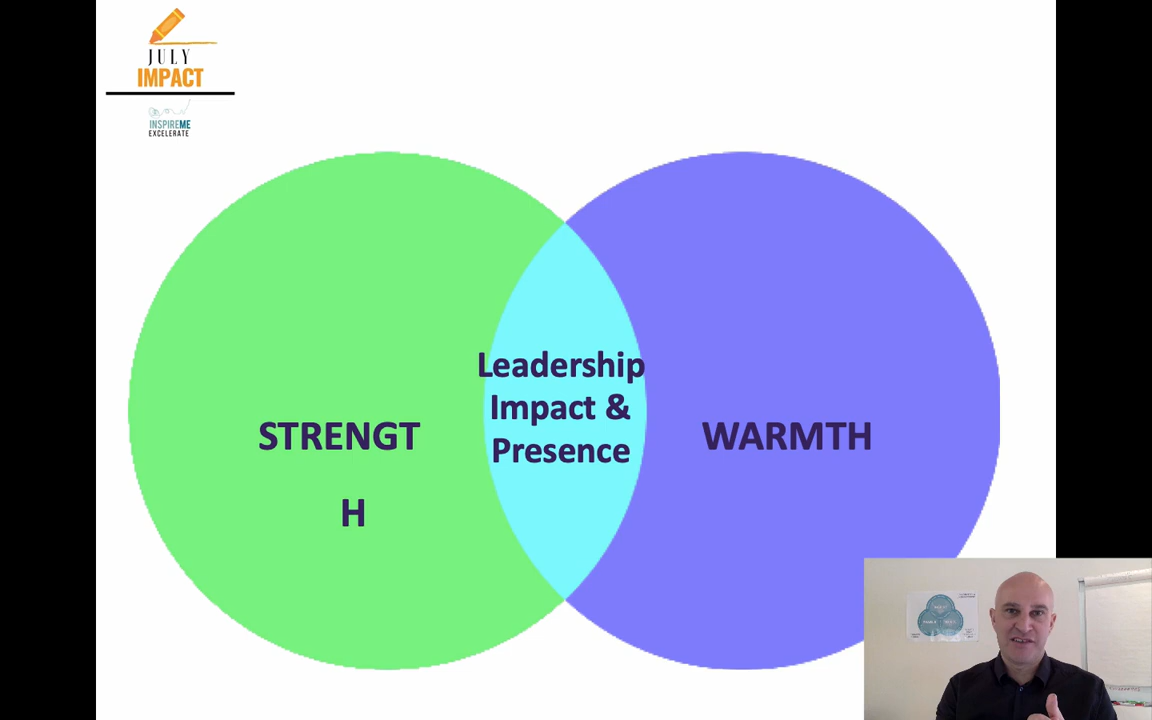 JULY
IMPACT
INSPIREME
EXCELERATE
STRENGT
H
Leadership
Impact &
Presence
WARMTH